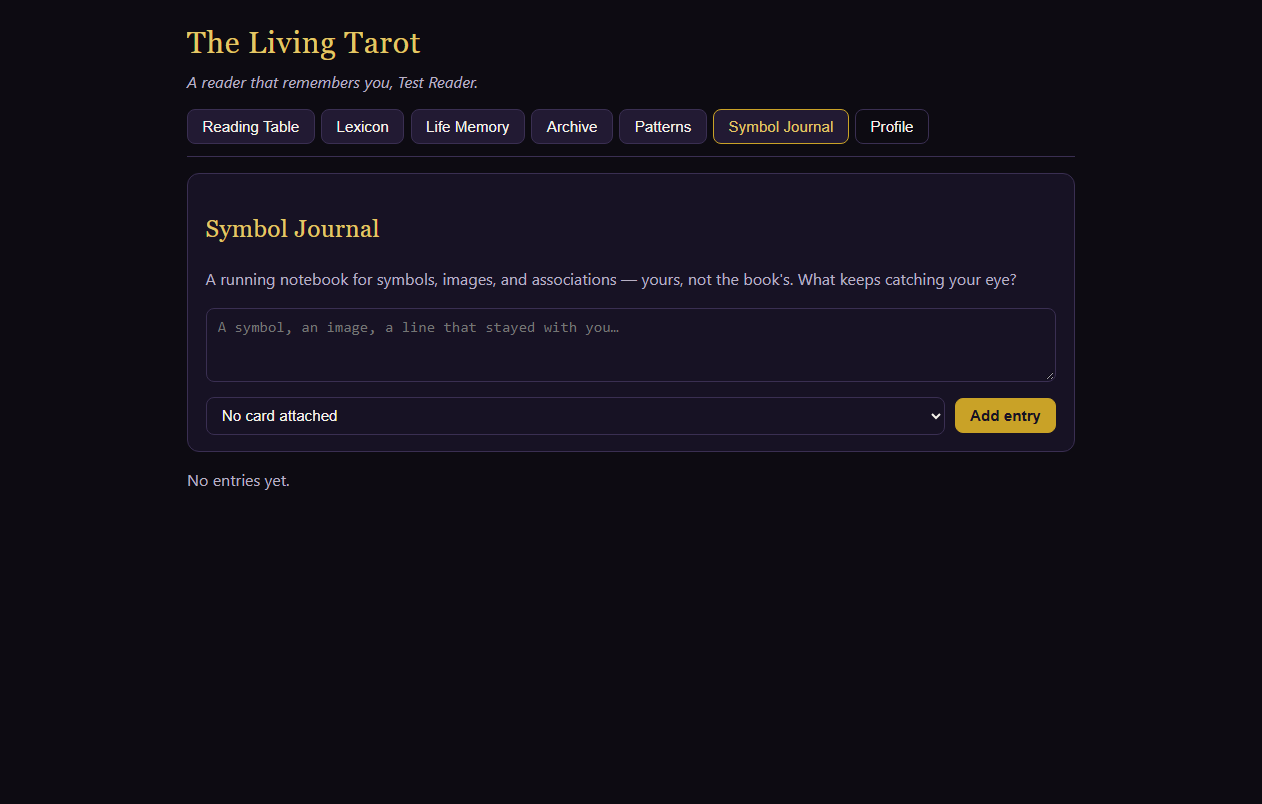 The Living Tarot
A reader that remembers you, Test Reader.
Reading Table Lexicon Life Memory Archive Patterns Symbol Journal Profile
Symbol Journal
A running notebook for symbols, images, and associations — yours, not the book's. What keeps catching your eye?
A symbol, an image, a line that stayed with you…
No card attached Add entry
No entries yet.